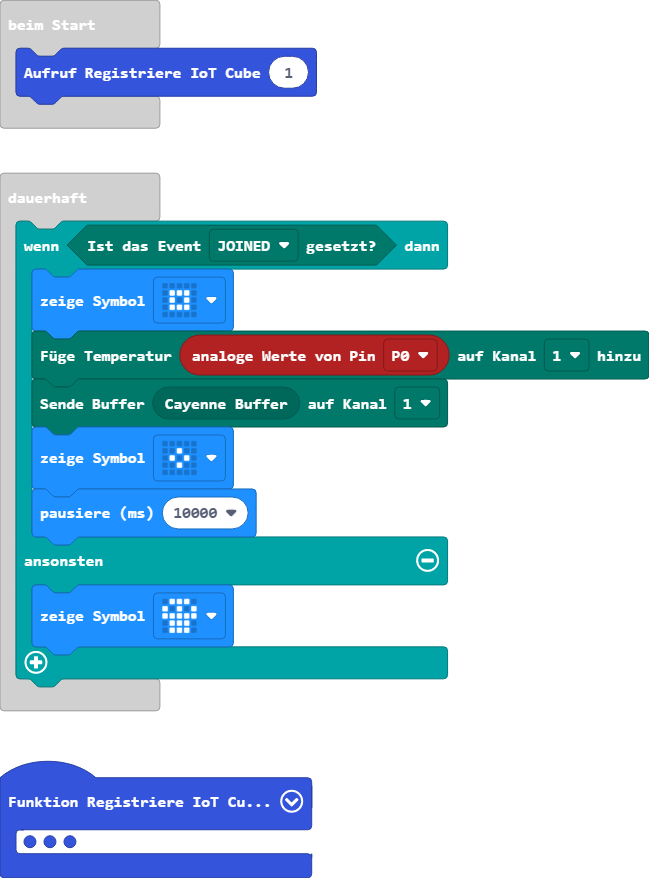 beim Start
Aufruf Registriere IoT Cube 1
dauerhaft
wenn Ist das Event JOINED gesetzt? dann
zeige Symbol
Füge Temperatur analoge Werte von Pin P0 auf Kanal 1 hinzu
Sende Buffer Cayenne Buffer auf Kanal 1
zeige Symbol
pausiere (ms) 10000
ansonsten
zeige Symbol
Funktion Registriere IoT Cu...